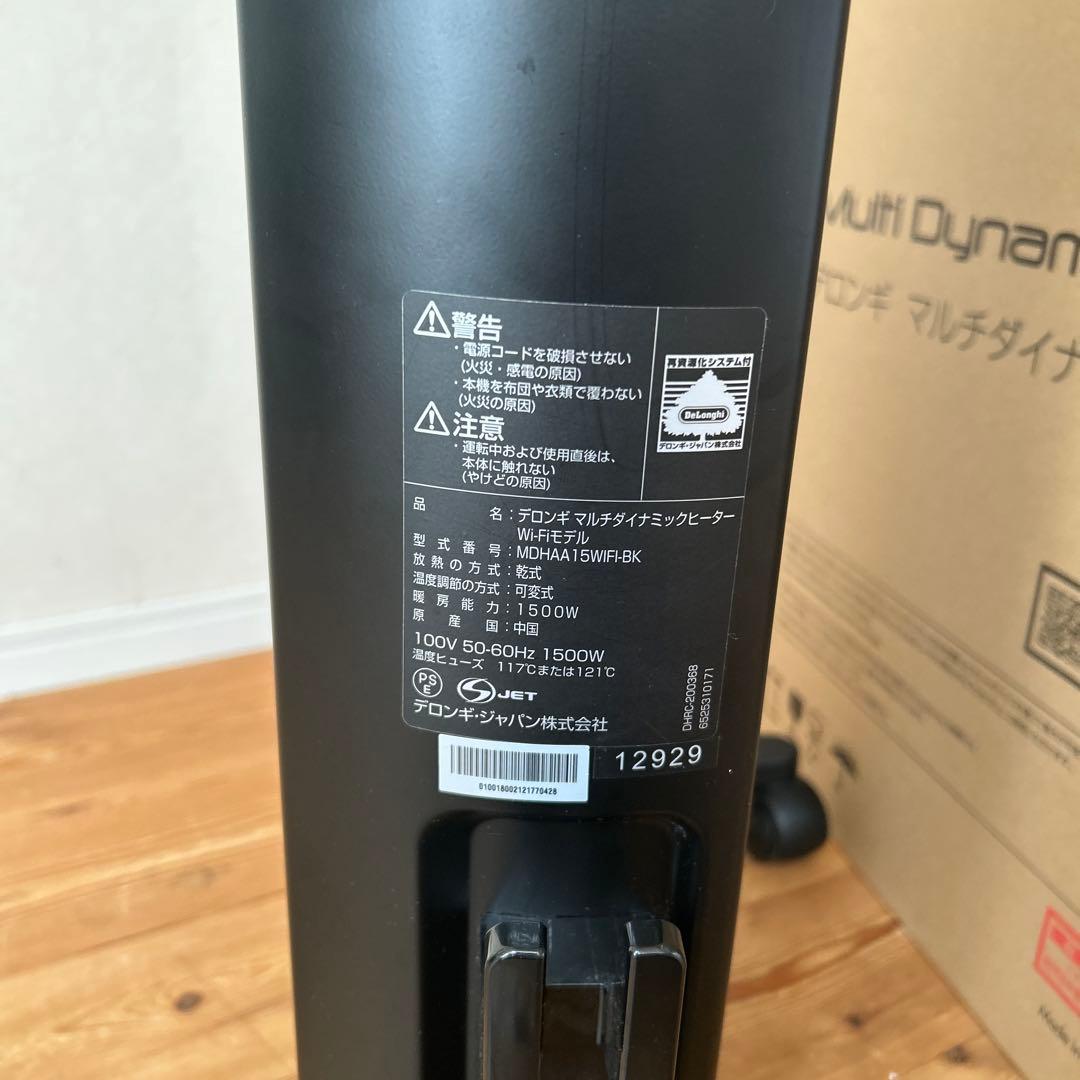 警告
・電源コードを破損させない
(火災・感電の原因)
・本機を布団や衣類で覆わない
(火災の原因)
注意
・運転中および使用直後は、
本体に触れない
(やけどの原因)
再資源化システム付
DeLonghi
デロンギ・ジャパン株式会社
品名：デロンギ マルチダイナミックヒーター
Wi-Fiモデル
型式番号：MDHAA15WIFI-BK
放熱の方式：乾式
温度調節の方式：可変式
暖房能力：1500W
原産国：中国
100V 50-60Hz 1500W
温度ヒューズ 117℃または121℃
PS
E
S JET
デロンギ・ジャパン株式会社
DHRC-200368
6525310171
12929
010018002121770428
Multi Dynam
デロンギ マルチダイナ
Made in